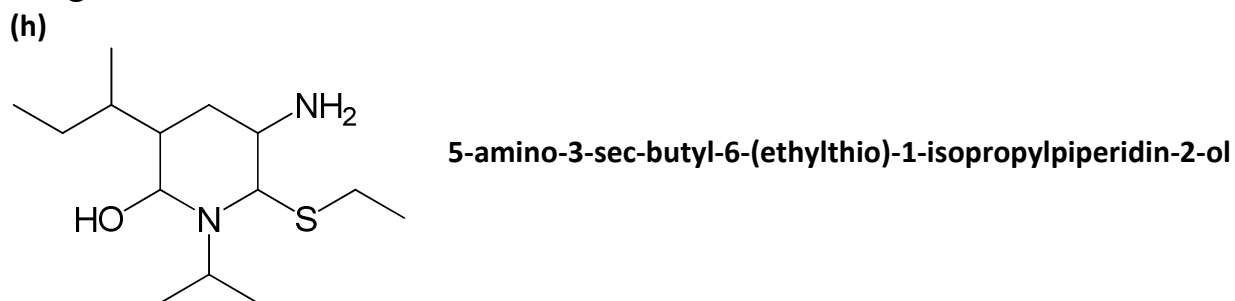 (h)
NH2
5-amino-3-sec-butyl-6-(ethylthio)-1-isopropylpiperidin-2-ol
HO
N
S